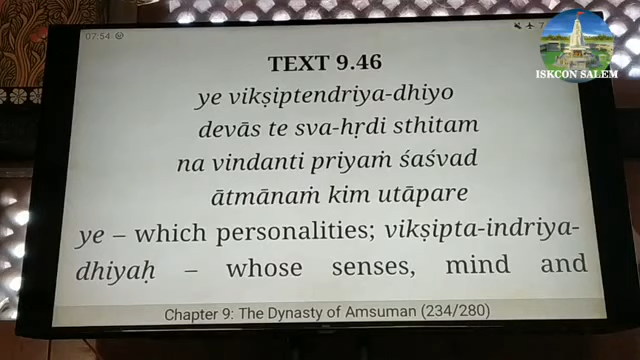 07:54
7
ISKCON SALEM
TEXT 9.46
ye vikṣiptendriya-dhiyo
devās te sva-hṛdi sthitam
na vindanti priyaṁ śaśvad
ātmānaṁ kim utāpare
ye – which personalities; vikṣipta-indriya-
dhiyaḥ – whose senses, mind and
Chapter 9: The Dynasty of Amsuman (234/280)